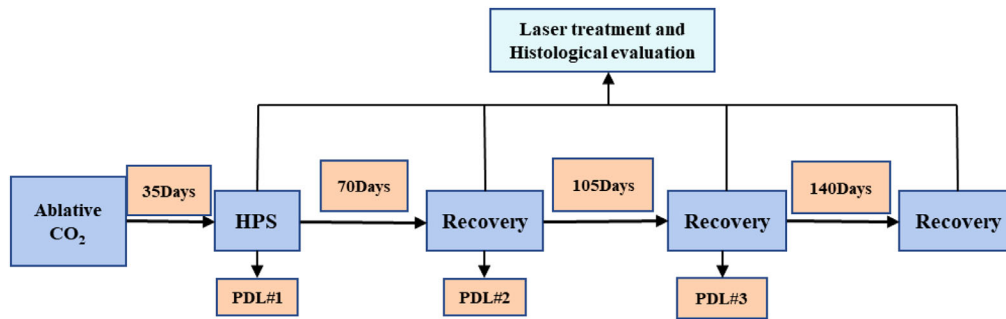 Laser treatment and
Histological evaluation
35Days
70Days
105Days
140Days
Ablative
CO₂
HPS
Recovery
Recovery
Recovery
PDL#1
PDL#2
PDL#3